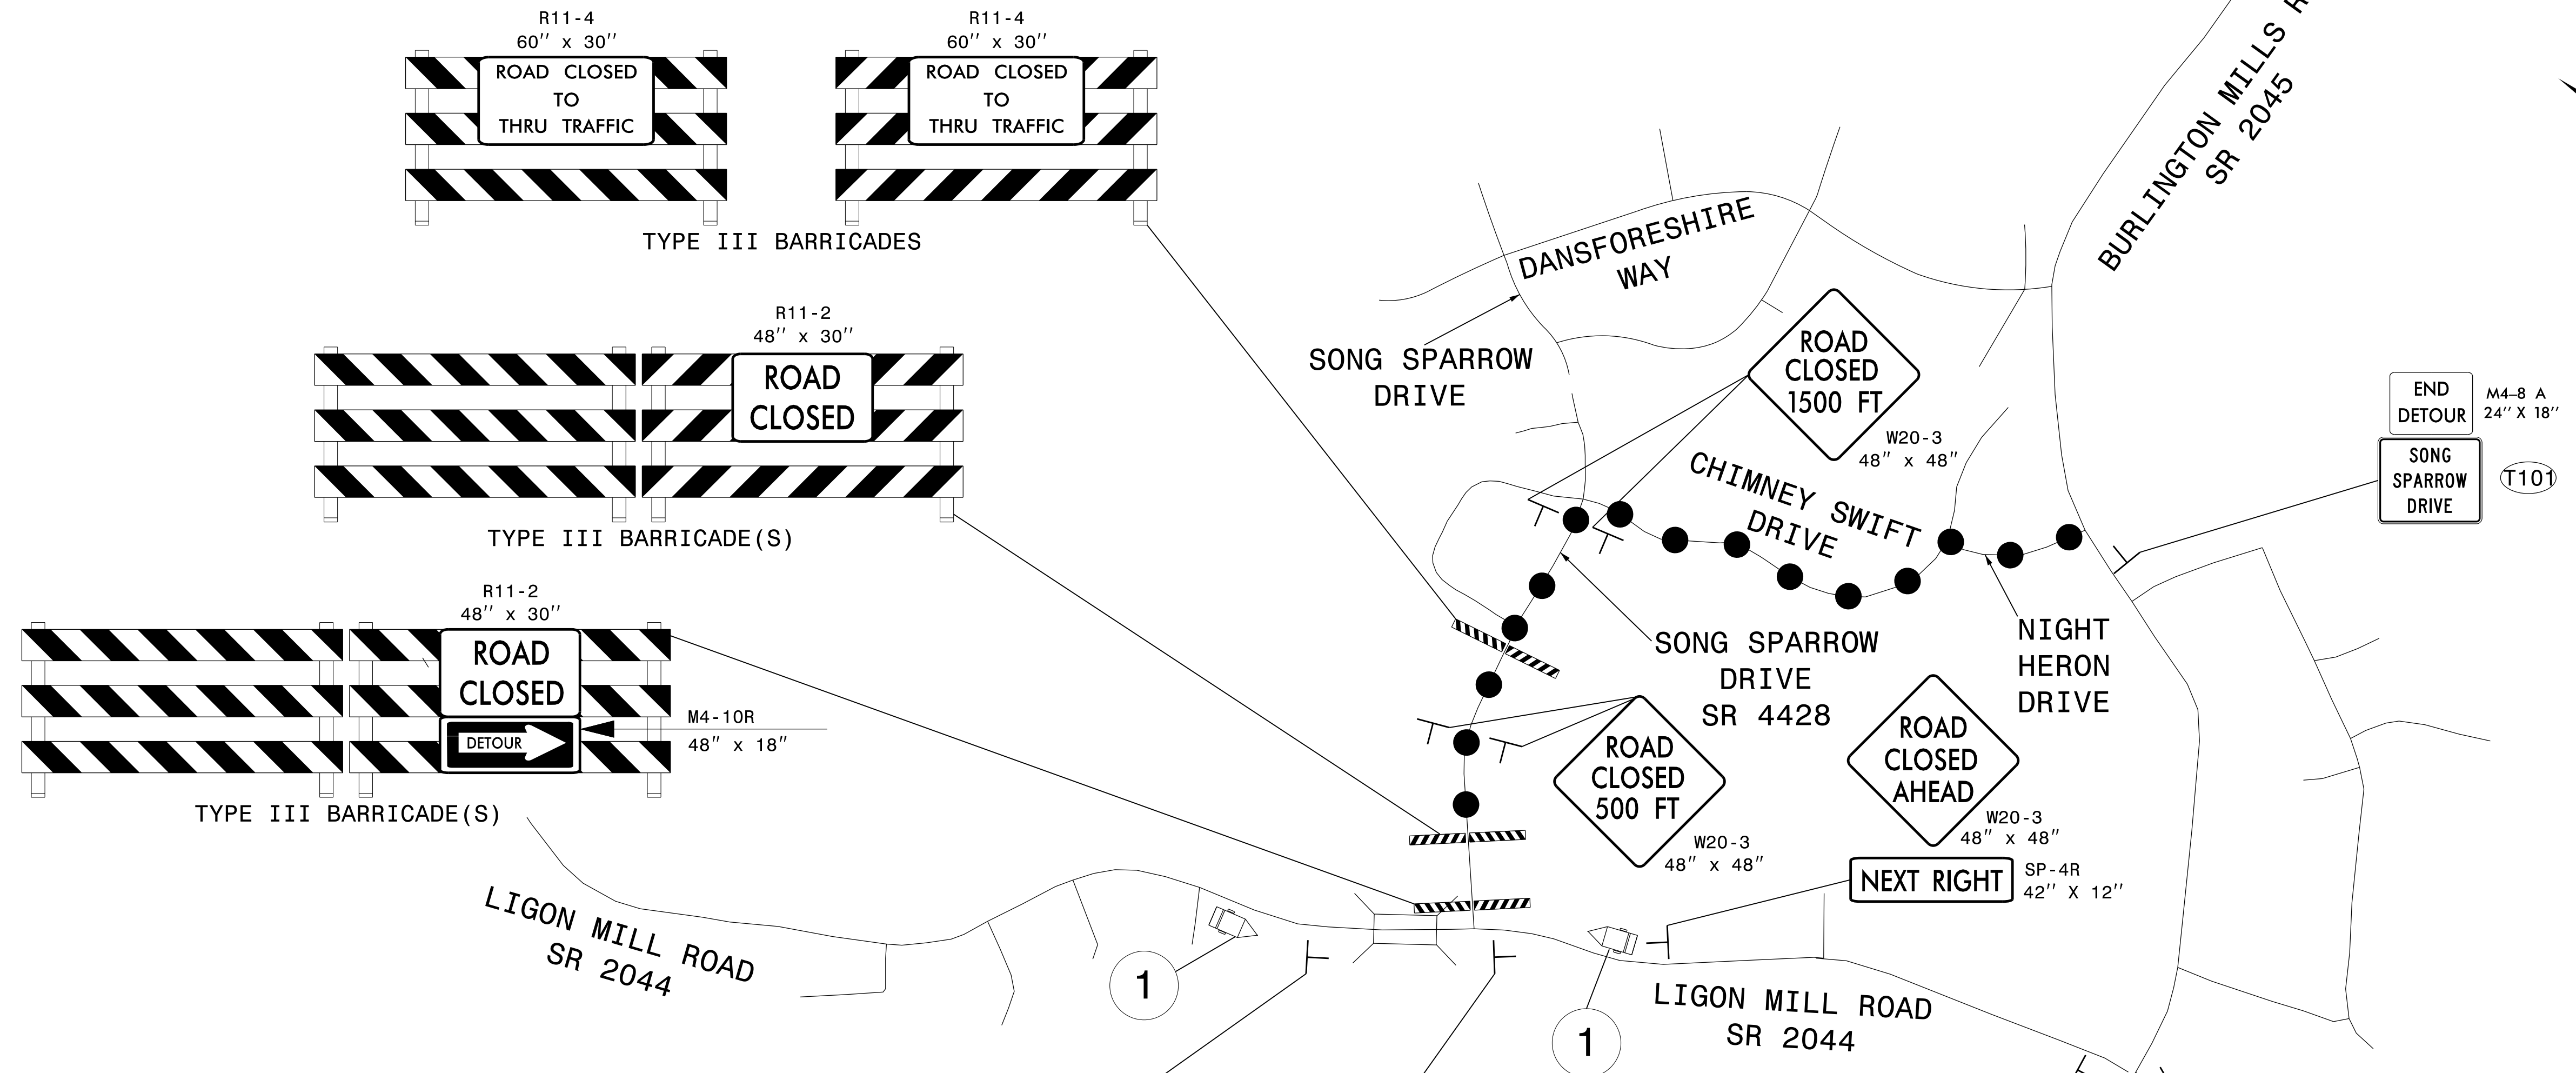 R11-4
60" x 30"
ROAD CLOSED
TO
THRU TRAFFIC
R11-4
60" x 30"
ROAD CLOSED
TO
THRU TRAFFIC
TYPE III BARRICADES
R11-2
48" x 30"
ROAD
CLOSED
TYPE III BARRICADE(S)
R11-2
48" x 30"
ROAD
CLOSED
DETOUR
M4-10R
48" x 18"
TYPE III BARRICADE(S)
BURLINGTON MILLS
SR 2045
DANSFORESHIRE
WAY
SONG SPARROW
DRIVE
ROAD
CLOSED
1500 FT
W20-3
48" x 48"
CHIMNEY SWIFT
DRIVE
END
DETOUR
M4-8 A
24" X 18"
SONG
SPARROW
DRIVE
T101
SONG SPARROW
DRIVE
SR 4428
NIGHT
HERON
DRIVE
ROAD
CLOSED
500 FT
W20-3
48" x 48"
ROAD
CLOSED
AHEAD
W20-3
48" x 48"
NEXT RIGHT
SP-4R
42" X 12"
LIGON MILL ROAD
SR 2044
1
1
LIGON MILL ROAD
SR 2044